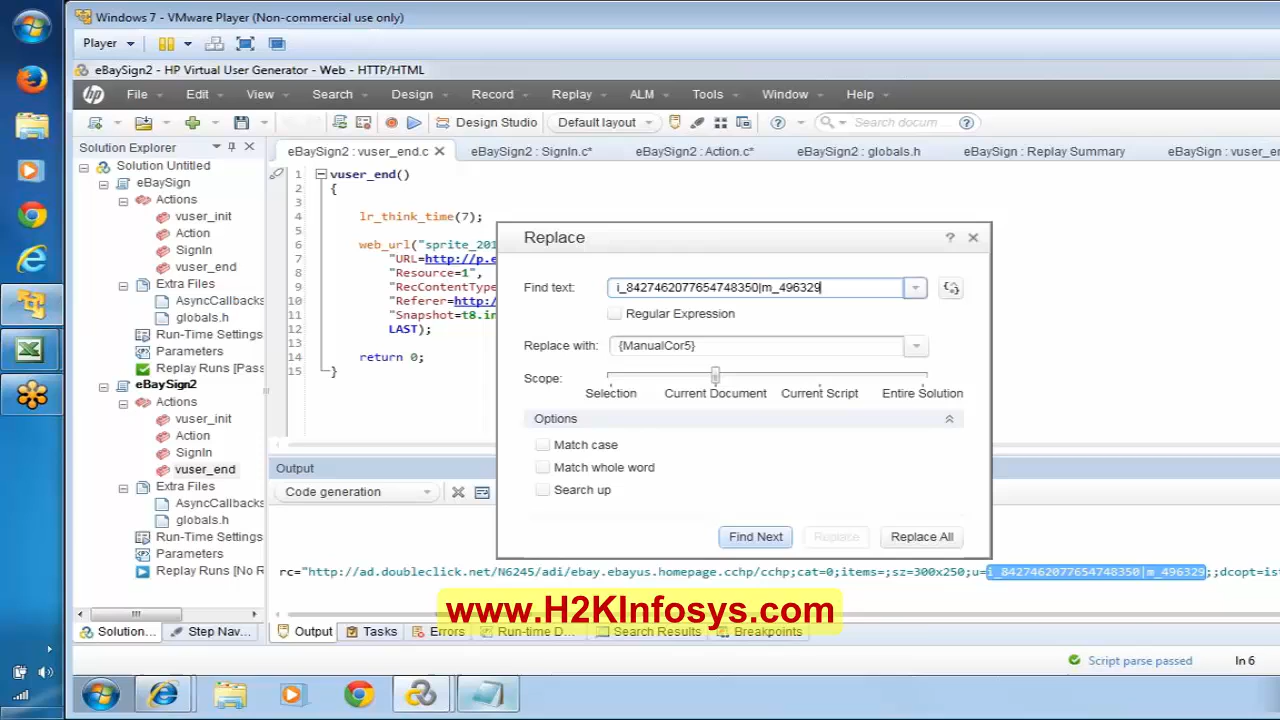 Windows 7 - VMware Player (Non-commercial use only)
Player
eBaySign2 - HP Virtual User Generator - Web - HTTP/HTML
hp File Edit View Search Design Record Replay ALM Tools Window Help
Design Studio Default layout Search docum
Solution Explorer
eBaySign2 : vuser_end.c eBaySign2 : SignIn.c* eBaySign2 : Action.c* eBaySign2 : globals.h eBaySign : Replay Summary eBaySign : vuser_er
Solution Untitled
eBaySign
Actions
vuser_init
Action
SignIn
vuser_end
Extra Files
AsyncCallbacks
globals.h
Run-Time Settings
Parameters
Replay Runs [Pass
eBaySign2
Actions
vuser_init
Action
SignIn
vuser_end
Extra Files
AsyncCallbacks
globals.h
Run-Time Settings
Parameters
Replay Runs [No R
1 vuser_end()
2 {
3
4 lr_think_time(7);
5
6 web_url("sprite_201
7 "URL=http://p.e
8 "Resource=1",
9 "RecContentType
10 "Referer=http:/
11 "Snapshot=t8.in
12 LAST);
13
14 return 0;
15 }
Replace
Find text: i_8427462077654748350|m_496329
Regular Expression
Replace with: {ManualCor5}
Scope:
Selection Current Document Current Script Entire Solution
Options
Match case
Match whole word
Search up
Find Next Replace Replace All
Output
Code generation
rc="http://ad.doubleclick.net/N6245/adi/ebay.ebayus.homepage.cchp/cchp;cat=0;items=;sz=300x250;u=i_8427462077654748350|m_496329;;dcopt=ist
www.H2KInfosys.com
Solution... Step Nav... Output Tasks Errors Run-time D... Search Results Breakpoints
Script parse passed ln 6